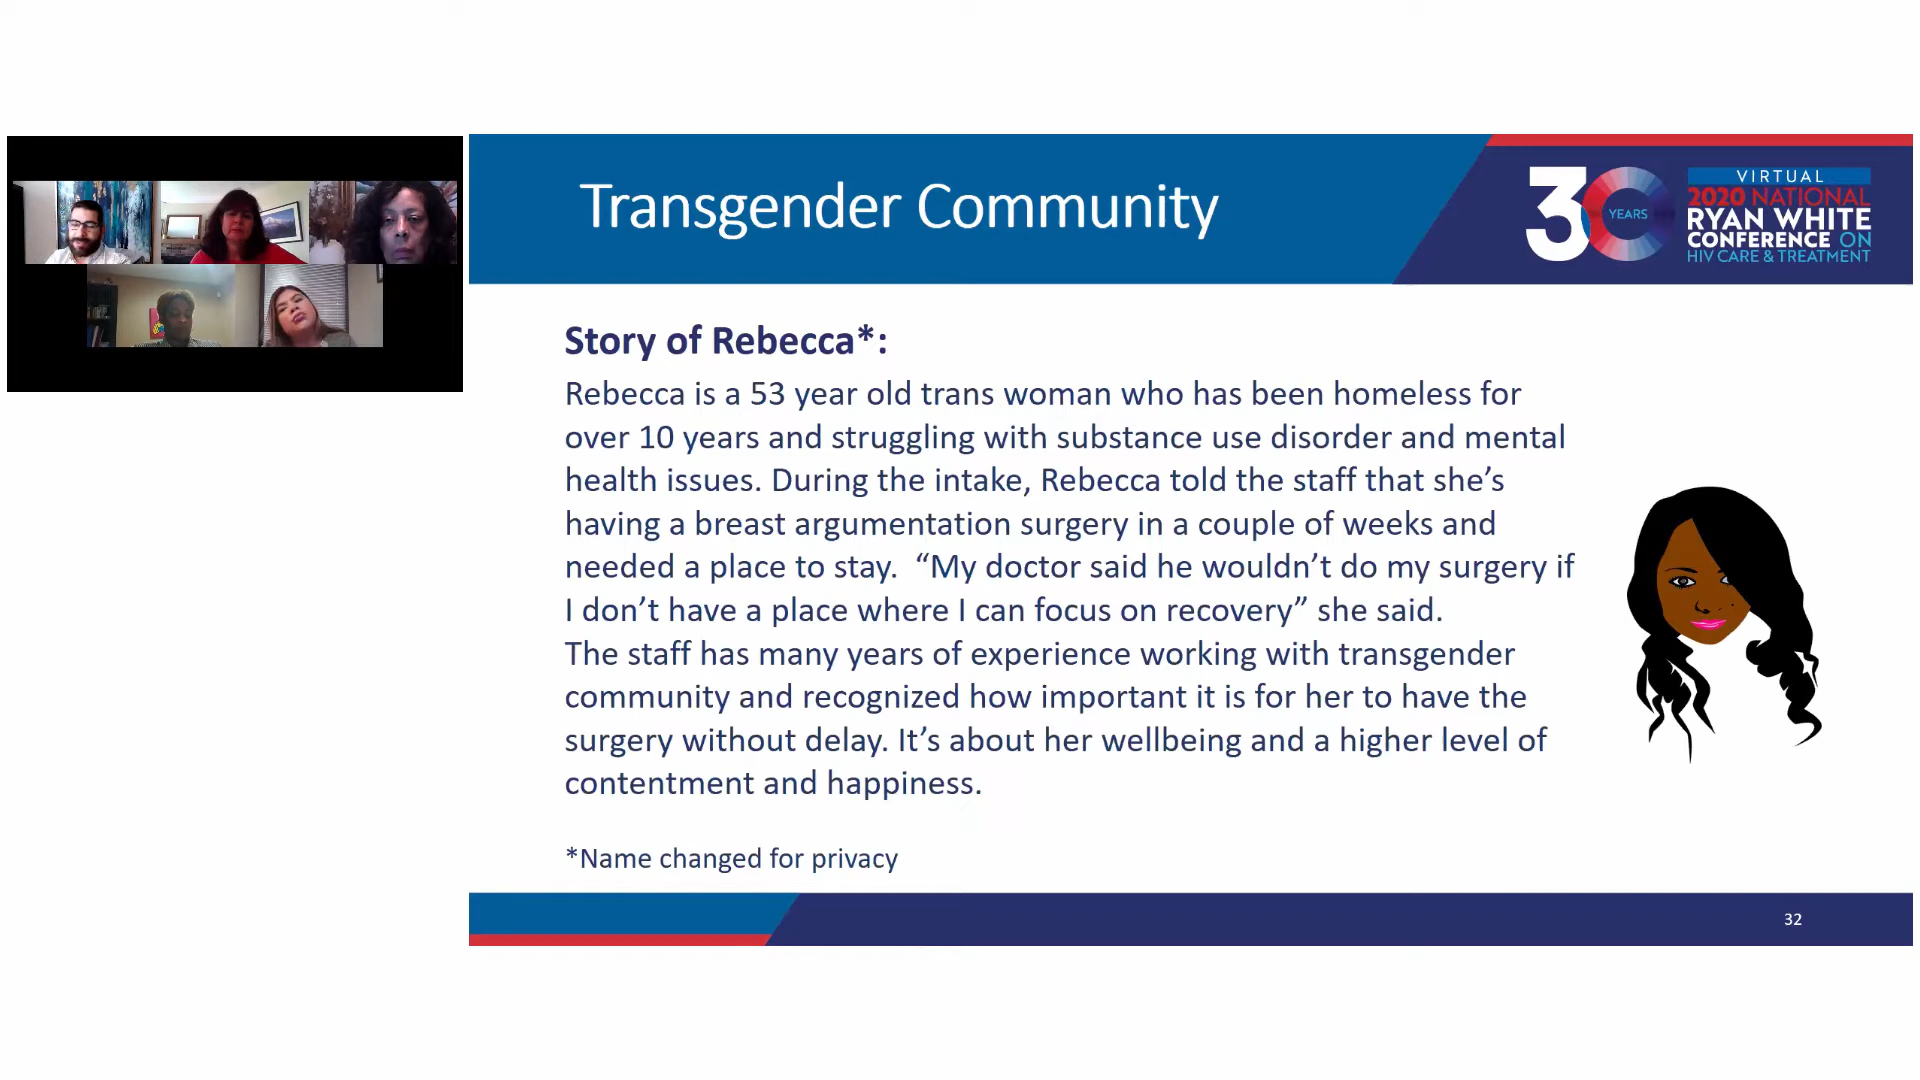 Transgender Community
30
YEARS
VIRTUAL
2020 NATIONAL
RYAN WHITE
CONFERENCE ON
HIV CARE & TREATMENT
Story of Rebecca*:
Rebecca is a 53 year old trans woman who has been homeless for
over 10 years and struggling with substance use disorder and mental
health issues. During the intake, Rebecca told the staff that she’s
having a breast argumentation surgery in a couple of weeks and
needed a place to stay.  “My doctor said he wouldn’t do my surgery if
I don’t have a place where I can focus on recovery” she said.
The staff has many years of experience working with transgender
community and recognized how important it is for her to have the
surgery without delay. It’s about her wellbeing and a higher level of
contentment and happiness.
*Name changed for privacy
32